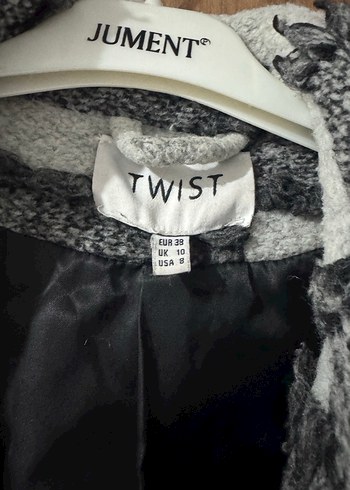 JUMENT®
TWIST
EUR 38
UK 10
USA 8